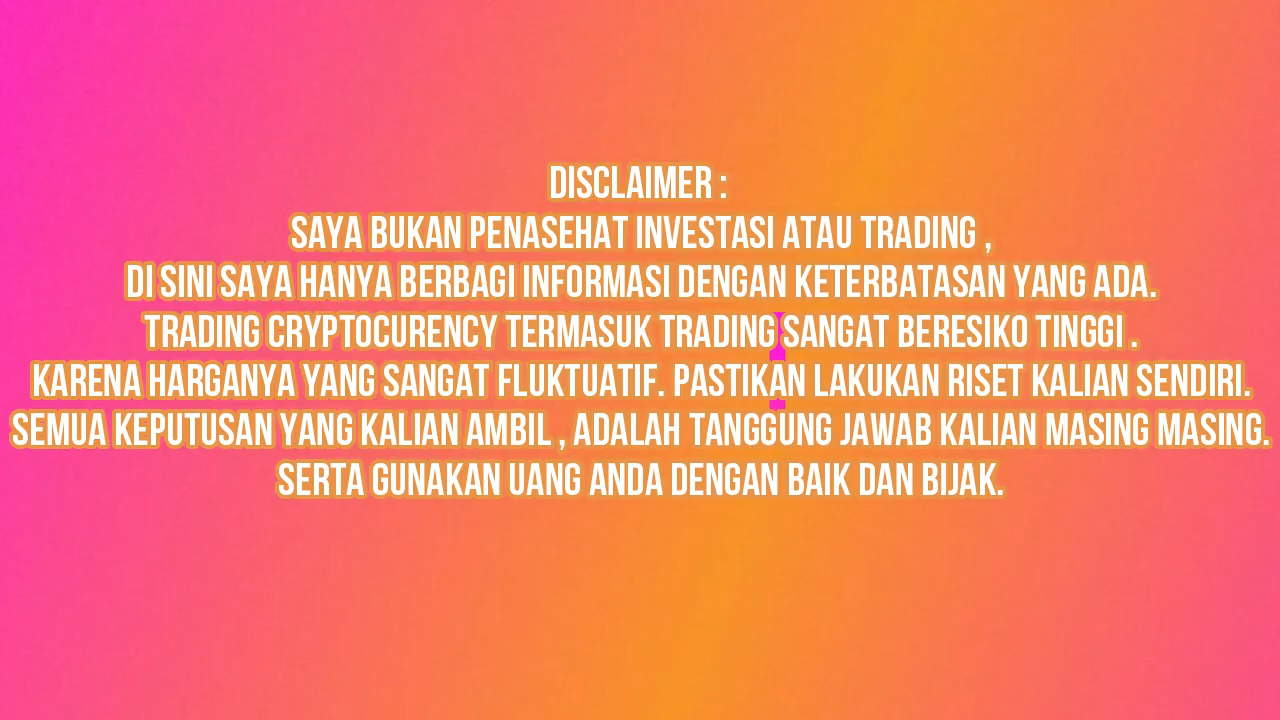 DISCLAIMER :
SAYA BUKAN PENASEHAT INVESTASI ATAU TRADING ,
DI SINI SAYA HANYA BERBAGI INFORMASI DENGAN KETERBATASAN YANG ADA.
TRADING CRYPTOCURENCY TERMASUK TRADING SANGAT BERESIKO TINGGI .
KARENA HARGANYA YANG SANGAT FLUKTUATIF. PASTIKAN LAKUKAN RISET KALIAN SENDIRI.
SEMUA KEPUTUSAN YANG KALIAN AMBIL , ADALAH TANGGUNG JAWAB KALIAN MASING MASING.
SERTA GUNAKAN UANG ANDA DENGAN BAIK DAN BIJAK.